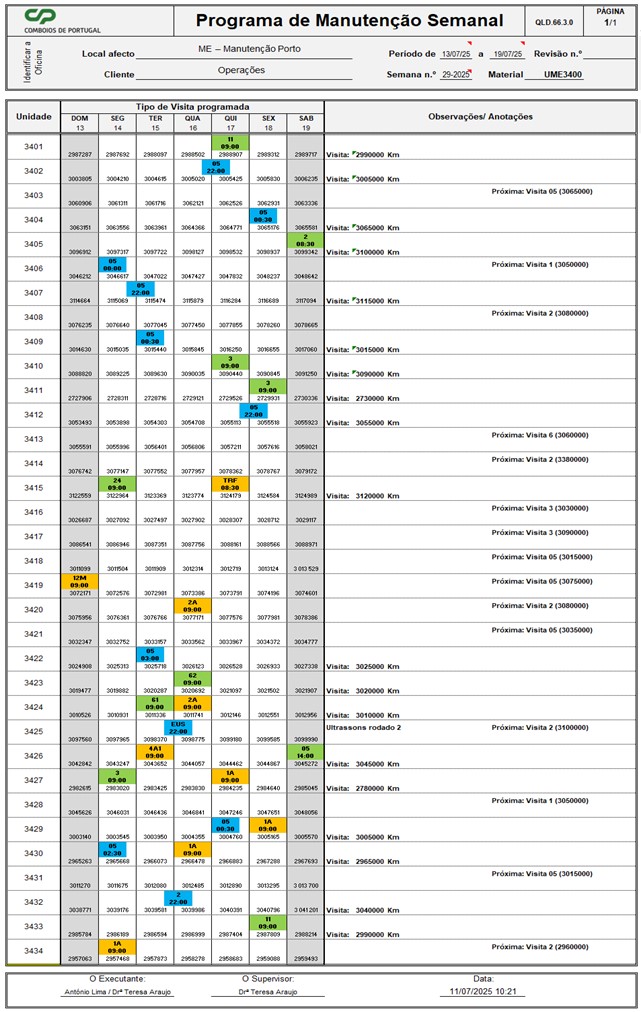 CP
COMBOIOS DE PORTUGAL
Programa de Manutenção Semanal
QLD.66.3.0
PÁGINA
1/1
Identificar a Oficina
Local afecto ME – Manutenção Porto
Período de 13/07/25 a 19/07/25 Revisão n.º
Cliente Operações
Semana n.º 29-2025 Material UME3400
Unidade Tipo de Visita programada Observações/ Anotações
DOM SEG TER QUA QUI SEX SAB
13 14 15 16 17 18 19
3401 11 09:00
2987287 2987692 2988097 2988502 2988907 2989312 2989717 Visita: 2990000 Km
3402 05 22:00
3003805 3004210 3004615 3005020 3005425 3005830 3006235 Visita: 3005000 Km
3403 Próxima: Visita 05 (3065000)
3060906 3061311 3061716 3062121 3062526 3062931 3063336
3404 05 00:30
3063151 3063556 3063961 3064366 3064771 3065176 3065581 Visita: 3065000 Km
3405 2 08:30
3096912 3097317 3097722 3098127 3098532 3098937 3099342 Visita: 3100000 Km
3406 05 00:00 Próxima: Visita 1 (3050000)
3046212 3046617 3047022 3047427 3047832 3048237 3048642
3407 05 22:00
3114664 3115069 3115474 3115879 3116284 3116689 3117094 Visita: 3115000 Km
3408 Próxima: Visita 2 (3080000)
3076235 3076640 3077045 3077450 3077855 3078260 3078665
3409 05 00:30
3014630 3015035 3015440 3015845 3016250 3016655 3017060 Visita: 3015000 Km
3410 3 09:00
3088820 3089225 3089630 3090035 3090440 3090845 3091250 Visita: 3090000 Km
3411 3 09:00
2727906 2728311 2728716 2729121 2729526 2729931 2730336 Visita: 2730000 Km
3412 05 22:00
3053493 3053898 3054303 3054708 3055113 3055518 3055923 Visita: 3055000 Km
3413 Próxima: Visita 6 (3060000)
3055591 3055996 3056401 3056806 3057211 3057616 3058021
3414 Próxima: Visita 2 (3380000)
3076742 3077147 3077552 3077957 3078362 3078767 3079172
3415 24 09:00 TRF 08:30
3122559 3122964 3123369 3123774 3124179 3124584 3124989 Visita: 3120000 Km
3416 Próxima: Visita 3 (3030000)
3026687 3027092 3027497 3027902 3028307 3028712 3029117
3417 Próxima: Visita 3 (3090000)
3086541 3086946 3087351 3087756 3088161 3088566 3088971
3418 Próxima: Visita 05 (3015000)
3011099 3011504 3011909 3012314 3012719 3013124 3 013 529
3419 12M 09:00 Próxima: Visita 05 (3075000)
3072171 3072576 3072981 3073386 3073791 3074196 3074601
3420 2A 09:00 Próxima: Visita 2 (3080000)
3075956 3076361 3076766 3077171 3077576 3077981 3078386
3421 Próxima: Visita 05 (3035000)
3032347 3032752 3033157 3033562 3033967 3034372 3034777
3422 05 03:00
3024908 3025313 3025718 3026123 3026528 3026933 3027338 Visita: 3025000 Km
3423 62 09:00
3019477 3019882 3020287 3020692 3021097 3021502 3021907 Visita: 3020000 Km
3424 61 09:00 2A 09:00
3010526 3010931 3011336 3011741 3012146 3012551 3012956 Visita: 3010000 Km
3425 EUS 22:00 Ultrassons rodado 2 Próxima: Visita 2 (3100000)
3097560 3097965 3098370 3098775 3099180 3099585 3099990
3426 4A1 09:00 05 14:00
3042842 3043247 3043652 3044057 3044462 3044867 3045272 Visita: 3045000 Km
3427 3 09:00 1A 09:00
2982615 2983020 2983425 2983830 2984235 2984640 2985045 Visita: 2780000 Km
3428 Próxima: Visita 1 (3050000)
3045626 3046031 3046436 3046841 3047246 3047651 3048056
3429 05 00:30 1A 09:00
3003140 3003545 3003950 3004355 3004760 3005165 3005570 Visita: 3005000 Km
3430 05 02:30 1A 09:00
2965263 2965668 2966073 2966478 2966883 2967288 2967693 Visita: 2965000 Km
3431 Próxima: Visita 05 (3015000)
3011270 3011675 3012080 3012485 3012890 3013295 3 013 700
3432 2 22:00
3038771 3039176 3039581 3039986 3040391 3040796 3 041 201 Visita: 3040000 Km
3433 11 09:00
2985784 2986189 2986594 2986999 2987404 2987809 2988214 Visita: 2990000 Km
3434 1A 09:00 Próxima: Visita 2 (2960000)
2957063 2957468 2957873 2958278 2958683 2959088 2959493
O Executante: O Supervisor: Data:
António Lima / Drª Teresa Araujo Drª Teresa Araujo 11/07/2025 10:21